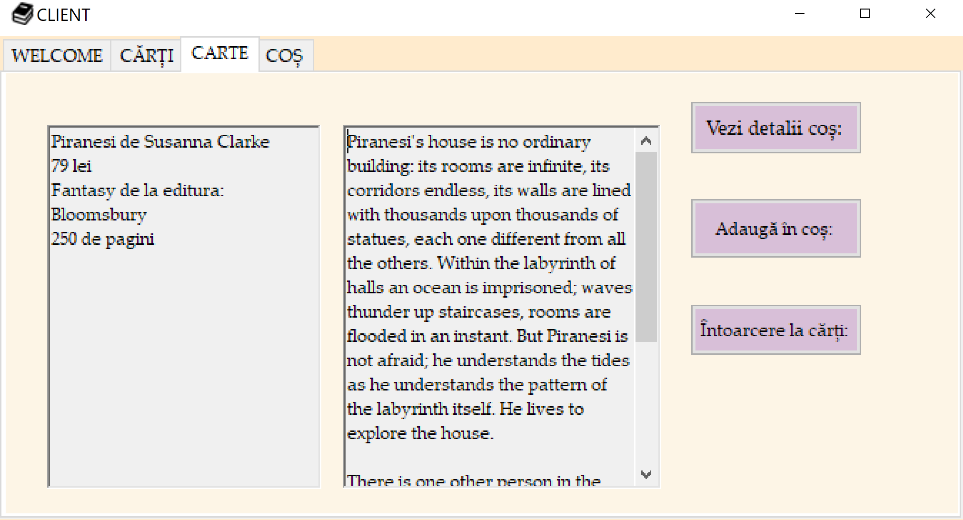 CLIENT
WELCOME CĂRȚI CARTE COȘ
Piranesi de Susanna Clarke
79 lei
Fantasy de la editura:
Bloomsbury
250 de pagini
Piranesi's house is no ordinary
building: its rooms are infinite, its
corridors endless, its walls are lined
with thousands upon thousands of
statues, each one different from all
the others. Within the labyrinth of
halls an ocean is imprisoned; waves
thunder up staircases, rooms are
flooded in an instant. But Piranesi is
not afraid; he understands the tides
as he understands the pattern of
the labyrinth itself. He lives to
explore the house.
There is one other person in the
Vezi detalii coș:
Adaugă în coș:
Întoarcere la cărți: